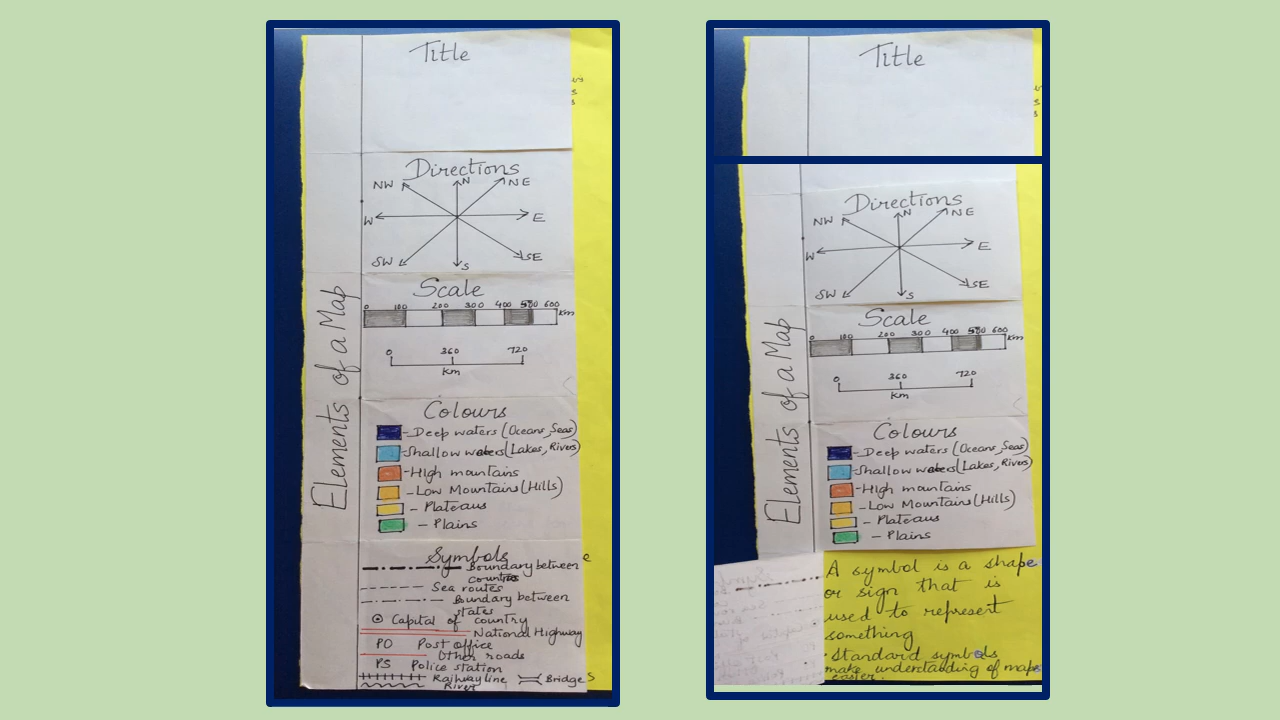 Title
Directions
NW N NE
W E
SW S SE
Elements of a Map
Scale
0 100 200 300 400 500 600 Km
0 360 720
Km
Colours
- Deep waters (Oceans, Seas)
- Shallow waters (Lakes, Rivers)
- High mountains
- Low Mountains (Hills)
- Plateaus
- Plains
Symbols
Boundary between
countries
Sea routes
Boundary between
states
Capital of country
National Highway
PO Post office
Other roads
PS Police station
Railway line Bridge
River
Title
Directions
NW N NE
W E
SW S SE
Elements of a Map
Scale
0 100 200 300 400 500 600 Km
0 360 720
Km
Colours
- Deep waters (Oceans, Seas)
- Shallow waters (Lakes, Rivers)
- High mountains
- Low Mountains (Hills)
- Plateaus
- Plains
A symbol is a shape
or sign that is
used to represent
something
. Standard symbols
make understanding of maps
easier.